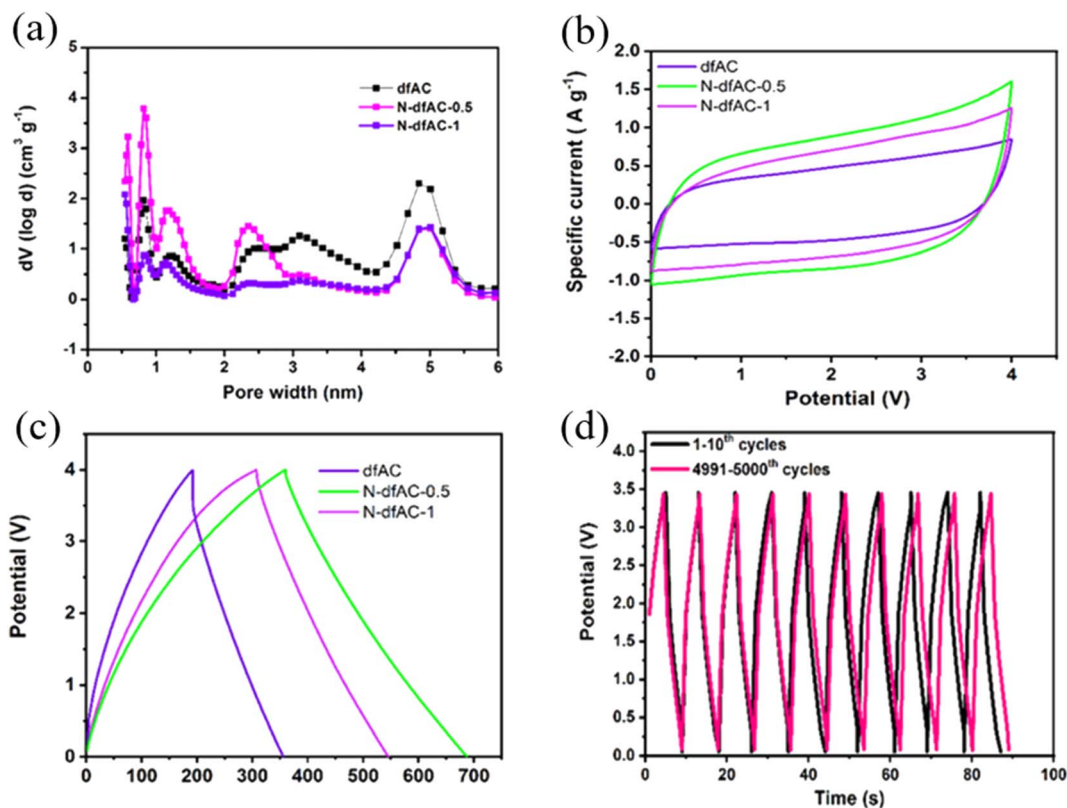 (a)
dV (log d) (cm³ g⁻¹)
5
4
3
2
1
0
-1
dfAC
N-dfAC-0.5
N-dfAC-1
0 1 2 3 4 5 6
Pore width (nm)
(b)
Specific current ( A g⁻¹)
2.0
1.5
1.0
0.5
0.0
-0.5
-1.0
-1.5
-2.0
dfAC
N-dfAC-0.5
N-dfAC-1
0 1 2 3 4
Potential (V)
(c)
Potential (V)
4
3
2
1
0
dfAC
N-dfAC-0.5
N-dfAC-1
0 100 200 300 400 500 600 700
(d)
Potential (V)
4.0
3.5
3.0
2.5
2.0
1.5
1.0
0.5
0.0
1-10th cycles
4991-5000th cycles
0 20 40 60 80 100
Time (s)